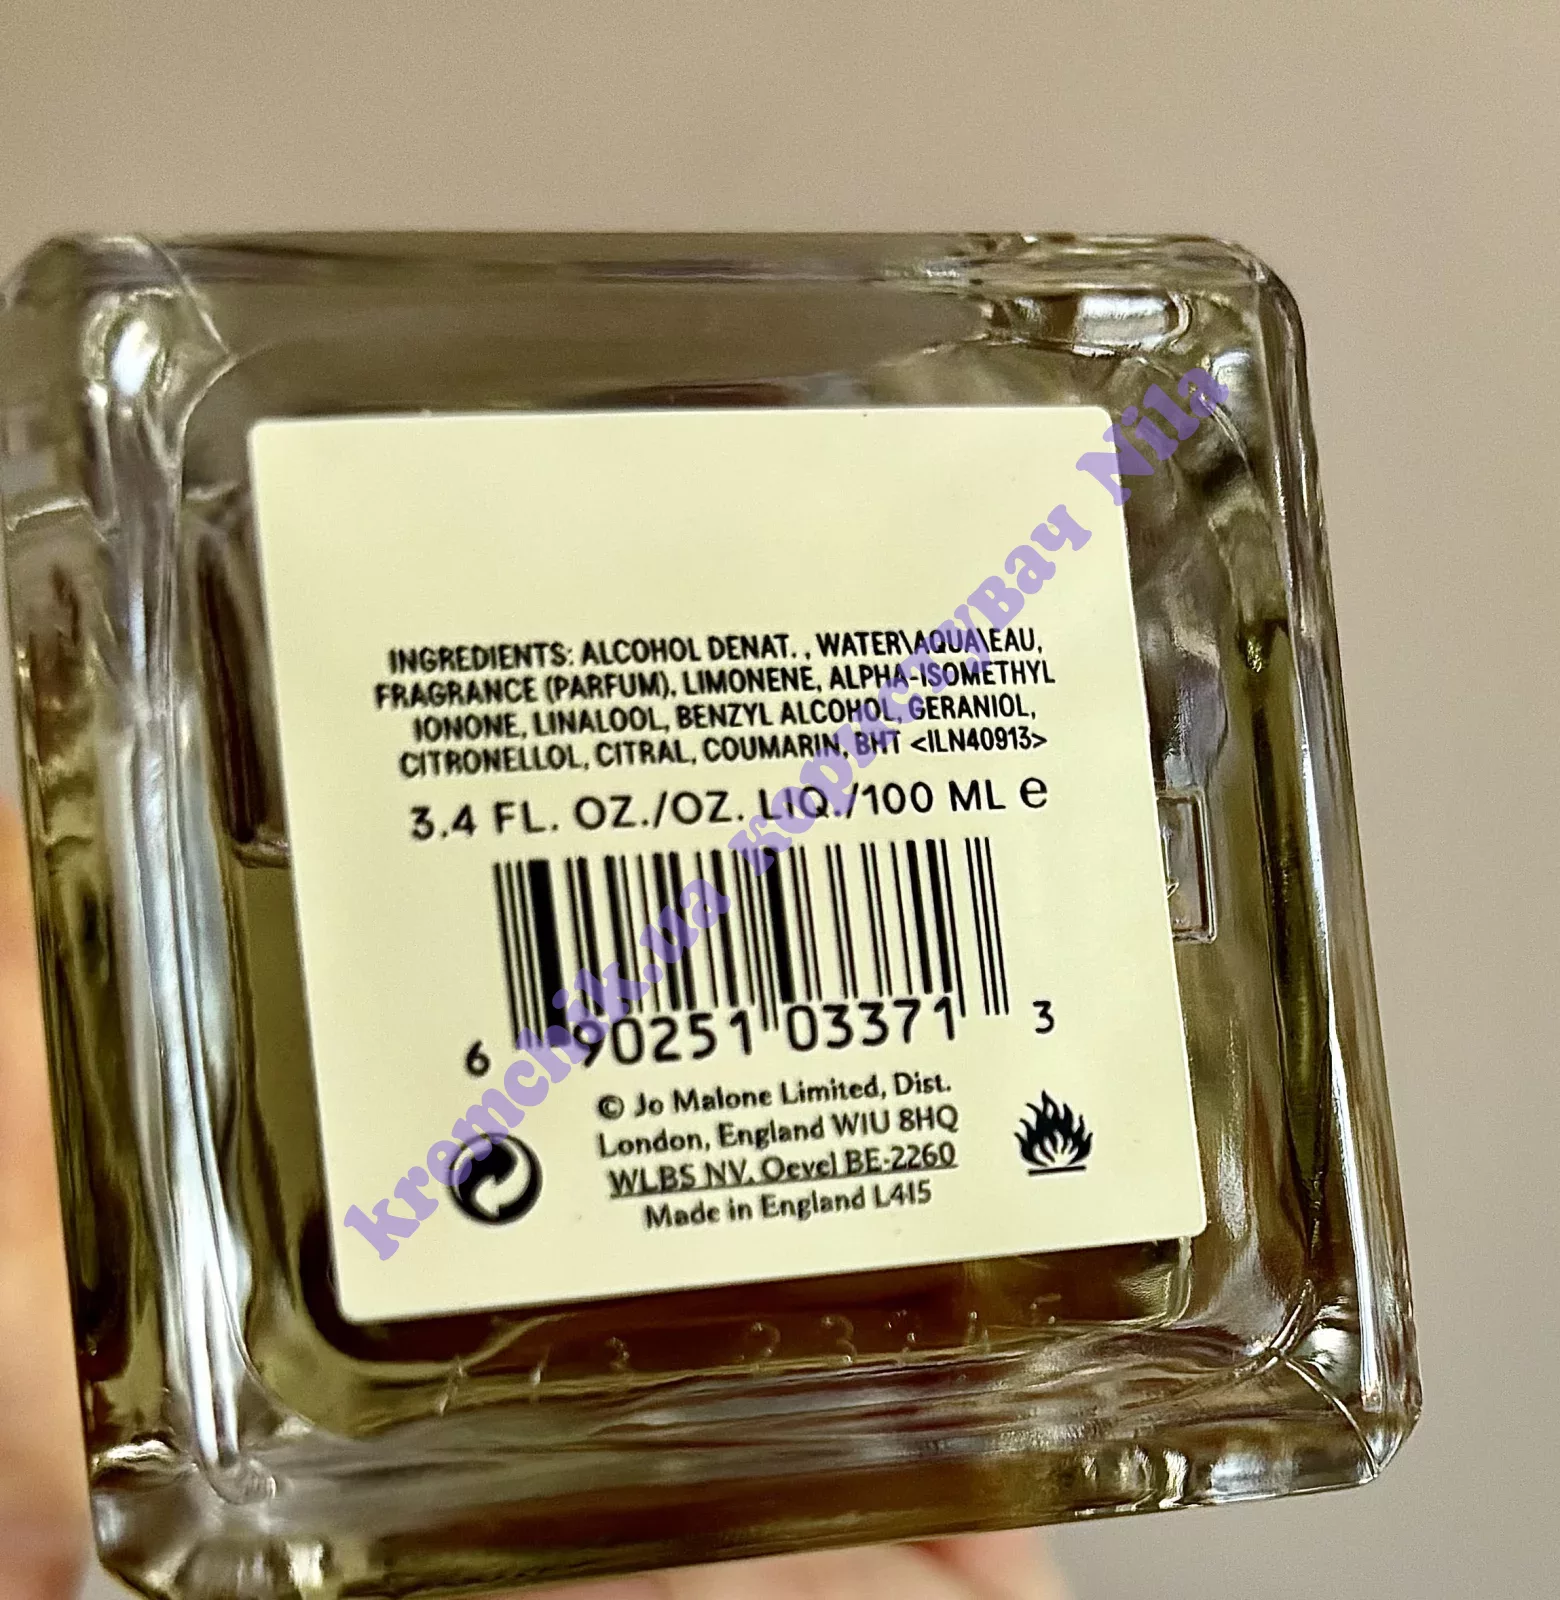 INGREDIENTS: ALCOHOL DENAT. , WATER\AQUA\EAU,
FRAGRANCE (PARFUM), LIMONENE, ALPHA-ISOMETHYL
IONONE, LINALOOL, BENZYL ALCOHOL, GERANIOL,
CITRONELLOL, CITRAL, COUMARIN, BHT <ILN40913>
3.4 FL. OZ./OZ. LIQ./100 ML e
6 90251 03371 3
© Jo Malone Limited, Dist.
London, England W1U 8HQ
WLBS NV. Oevel BE-2260
Made in England L415
kremchik.ua користувач Nila